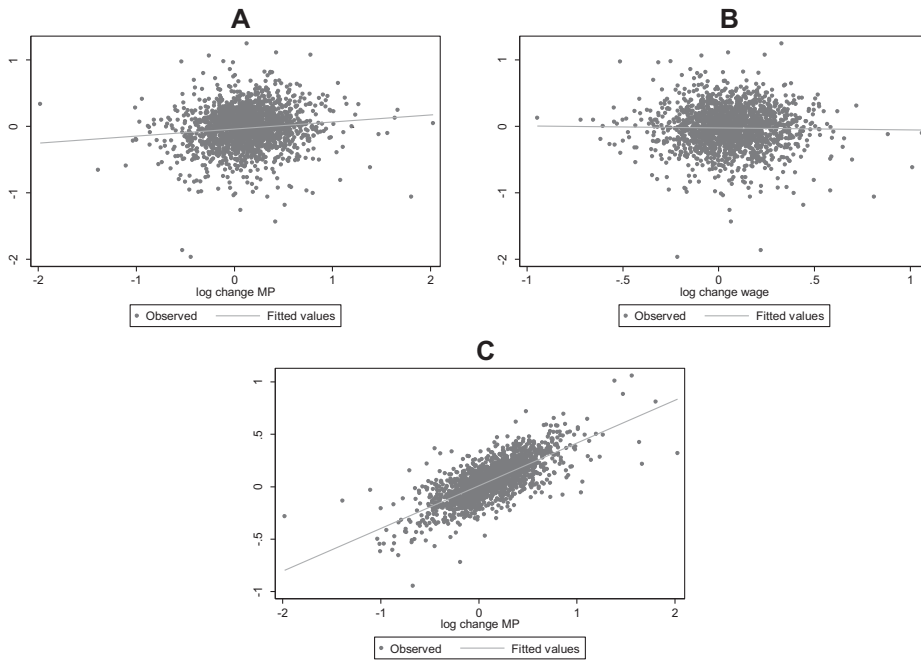 A
1
0
-1
-2
-2 -1 0 1 2
log change MP
Observed Fitted values
B
1
0
-1
-2
-1 -.5 0 .5 1
log change wage
Observed Fitted values
C
1
.5
0
-.5
-1
-2 -1 0 1 2
log change MP
Observed Fitted values